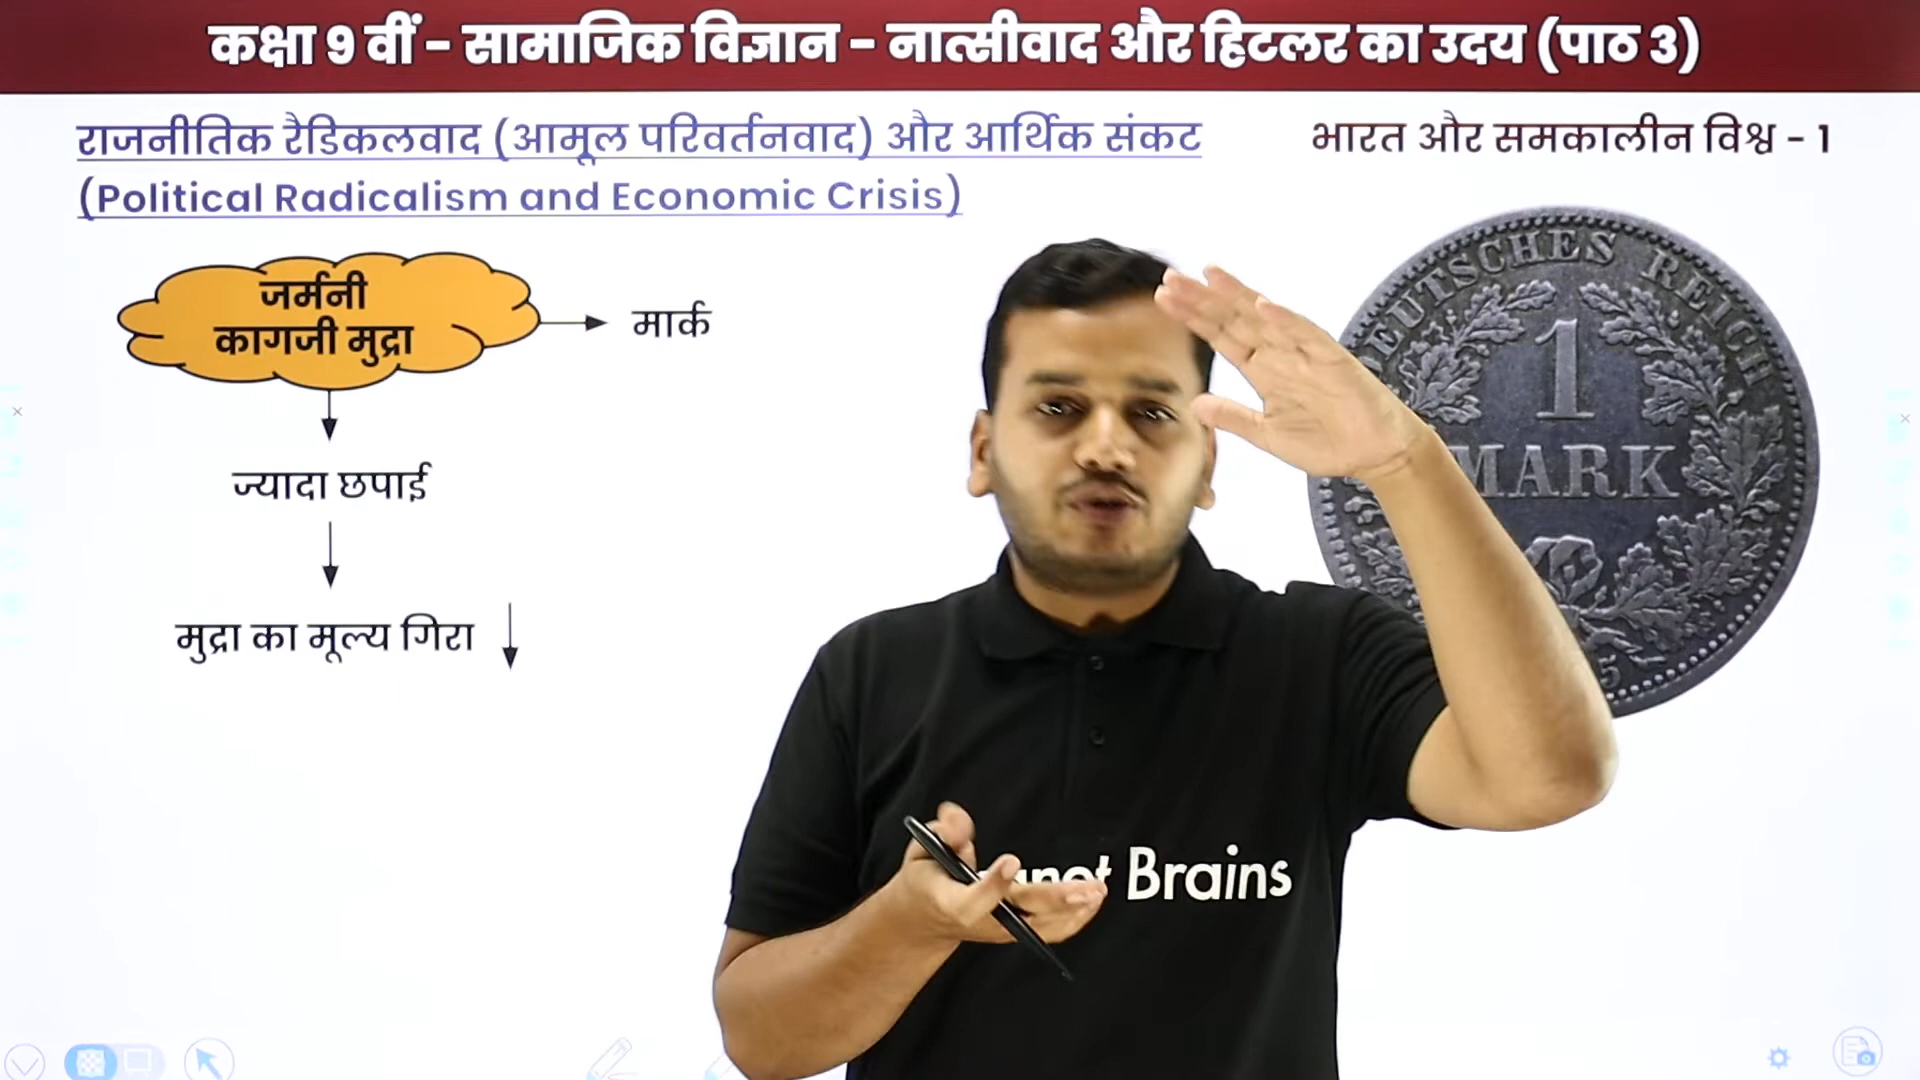 कक्षा 9 वीं – सामाजिक विज्ञान – नात्सीवाद और हिटलर का उदय (पाठ 3)
राजनीतिक रैडिकलवाद (आमूल परिवर्तनवाद) और आर्थिक संकट
(Political Radicalism and Economic Crisis)
भारत और समकालीन विश्व – 1
जर्मनी
कागजी मुद्रा
मार्क
ज्यादा छपाई
मुद्रा का मूल्य गिरा
DEUTSCHES REICH
1
MARK
5
Brains